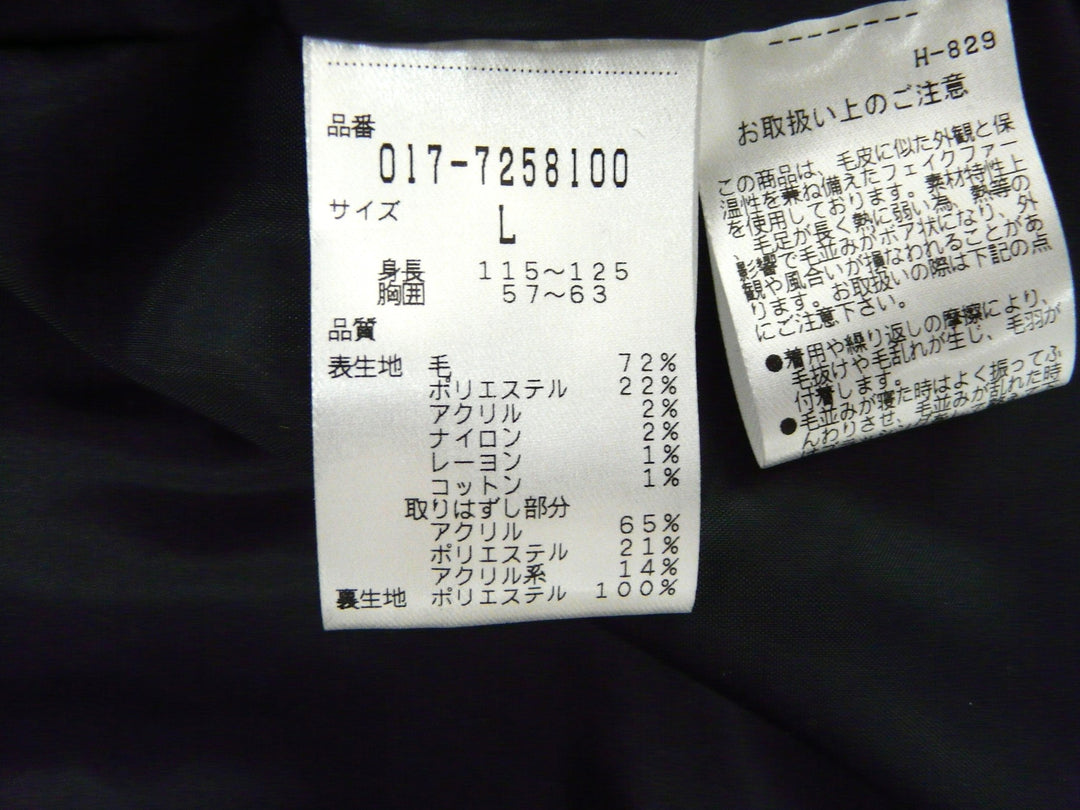 品番
017-7258100
サイズ
L
身長 115〜125
胸囲 57〜63
品質
表生地 毛 72%
ポリエステル 22%
アクリル 2%
ナイロン 2%
レーヨン 1%
コットン 1%
取りはずし部分
アクリル 65%
ポリエステル 21%
アクリル系 14%
裏生地 ポリエステル 100%
H-829
お取扱い上のご注意
この商品は、毛皮に似た外観と保
温性を兼ね備えたフェイクファー
を使用しております。素材特性上
、毛足が長く熱に弱い為、熱等の
影響で毛並みがボア状になり、外
観や風合いが損なわれることがあ
ります。お取扱いの際は下記の点
にご注意下さい。
●着用や繰り返しの摩擦により、
毛抜けや毛乱れが生じ、毛羽が
付着します。
●毛並みが寝た時はよく振ってふ
んわりさせ、毛並みが乱れた時